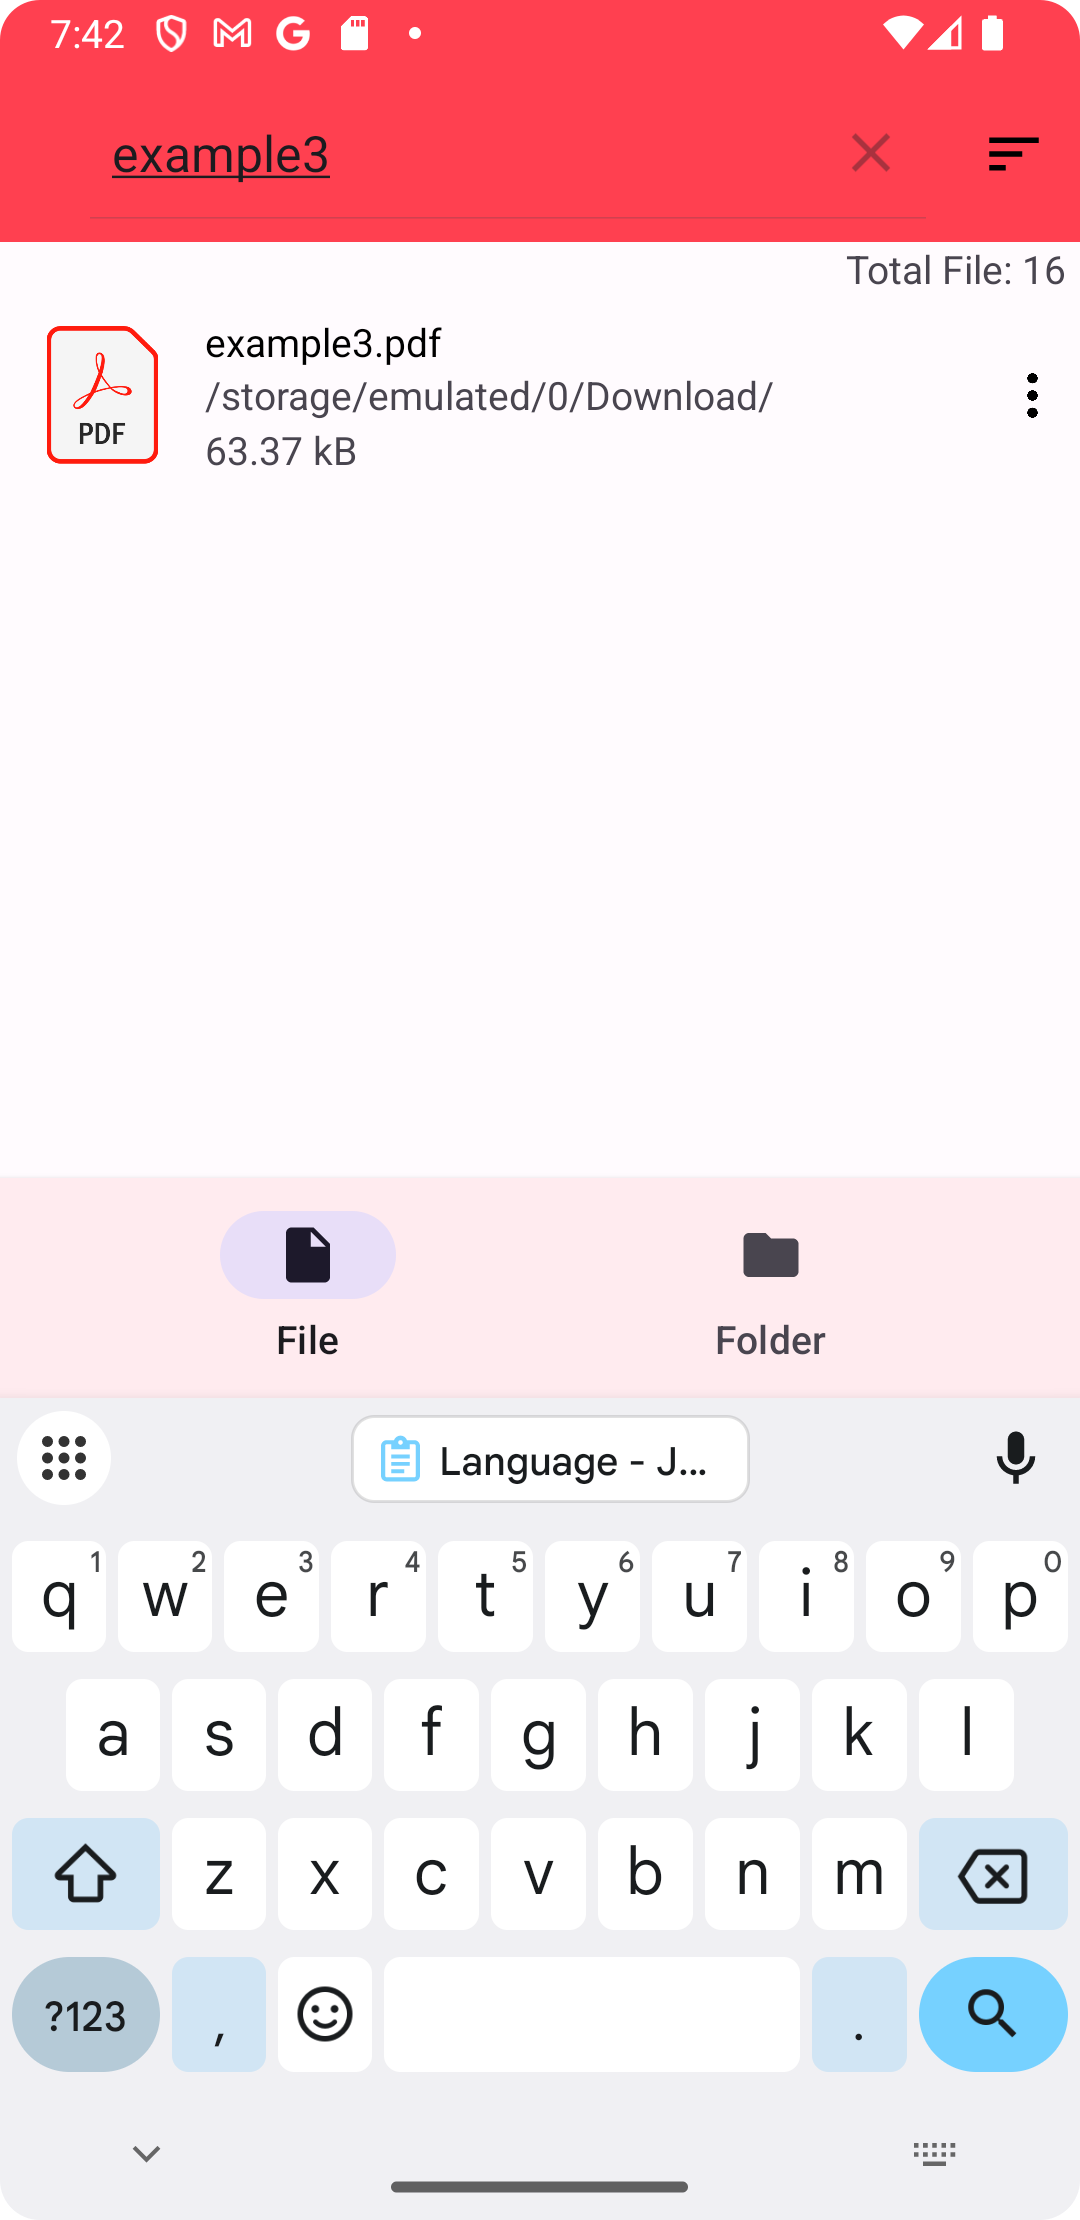 7:42
example3
Total File: 16
example3.pdf
/storage/emulated/0/Download/
63.37 kB
PDF
File
Folder
Language - J...
q 1 w 2 e 3 r 4 t 5 y 6 u 7 i 8 o 9 p 0
a s d f g h j k l
z x c v b n m
?123 , .